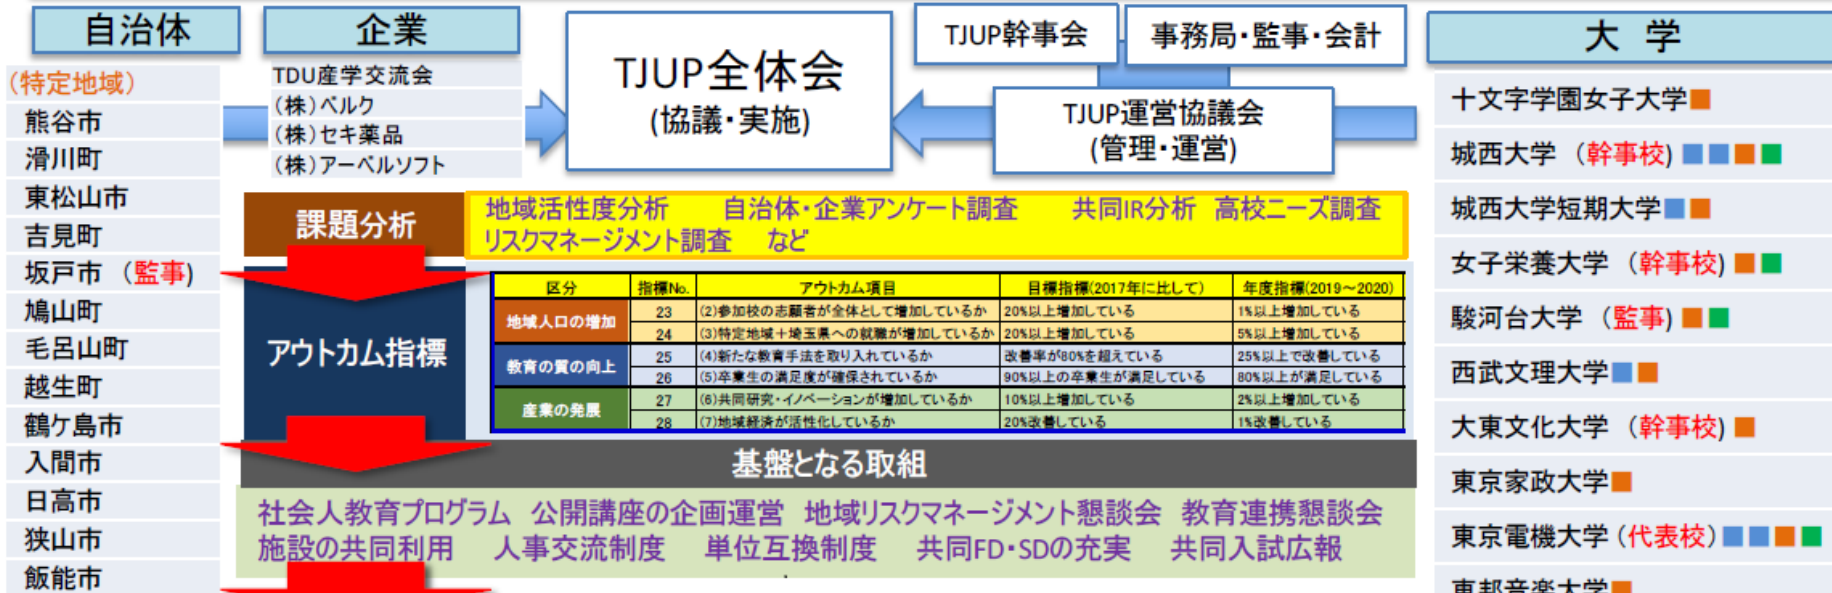 自治体
(特定地域)
熊谷市
滑川町
東松山市
吉見町
坂戸市 (監事)
鳩山町
毛呂山町
越生町
鶴ケ島市
入間市
日高市
狭山市
飯能市
企業
TDU産学交流会
(株)ベルク
(株)セキ薬品
(株)アーベルソフト
TJUP全体会
(協議・実施)
TJUP幹事会
事務局・監事・会計
TJUP運営協議会
(管理・運営)
課題分析
地域活性度分析 自治体・企業アンケート調査 共同IR分析 高校ニーズ調査
リスクマネージメント調査 など
アウトカム指標
区分 指標No. アウトカム項目 目標指標(2017年に比して) 年度指標(2019～2020)
地域人口の増加
23 (2)参加校の志願者が全体として増加しているか 20%以上増加している 1%以上増加している
24 (3)特定地域+埼玉県への就職が増加しているか 20%以上増加している 5%以上増加している
教育の質の向上
25 (4)新たな教育手法を取り入れているか 改善率が80%を超えている 25%以上で改善している
26 (5)卒業生の満足度が確保されているか 90%以上の卒業生が満足している 80%以上が満足している
産業の発展
27 (6)共同研究・イノベーションが増加しているか 10%以上増加している 2%以上増加している
28 (7)地域経済が活性化しているか 20%改善している 1%改善している
基盤となる取組
社会人教育プログラム 公開講座の企画運営 地域リスクマネージメント懇談会 教育連携懇談会
施設の共同利用 人事交流制度 単位互換制度 共同FD・SDの充実 共同入試広報
大 学
十文字学園女子大学■
城西大学 (幹事校)■■■■
城西大学短期大学■■
女子栄養大学 (幹事校)■■
駿河台大学 (監事)■■
西武文理大学■■
大東文化大学 (幹事校)■
東京家政大学■
東京電機大学(代表校)■■■■
東邦音楽大学■